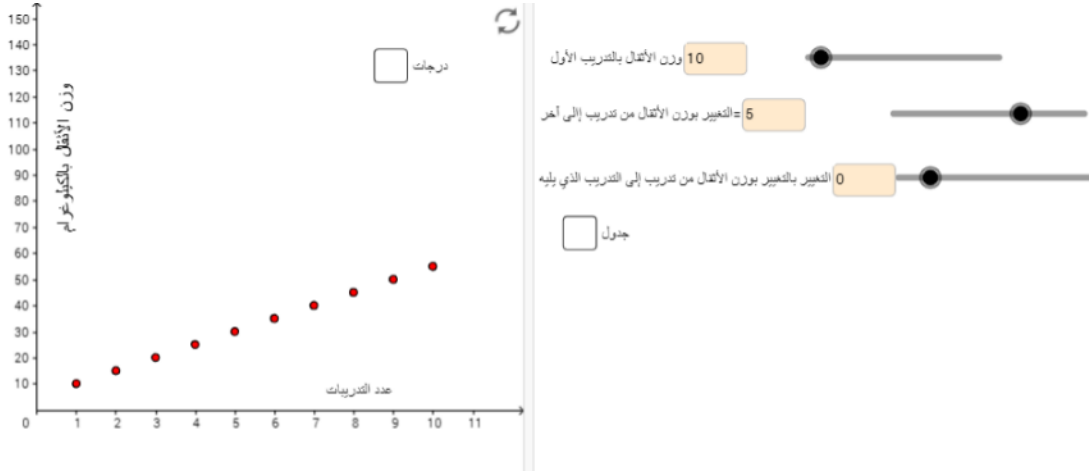 150
140
130
120
110
100
90
80
70
60
50
40
30
20
10
0
1 2 3 4 5 6 7 8 9 10 11
وزن الأثقل بالكيلوغرام
درجات
عدد التدريبات
وزن الأثقال بالتدريب الأول
10
=التغيير بوزن الأثقال من تدريب إالى آخر
5
التغيير بالتغيير بوزن الأثقال من تدريب إلى التدريب الذي يليه
0
جدول